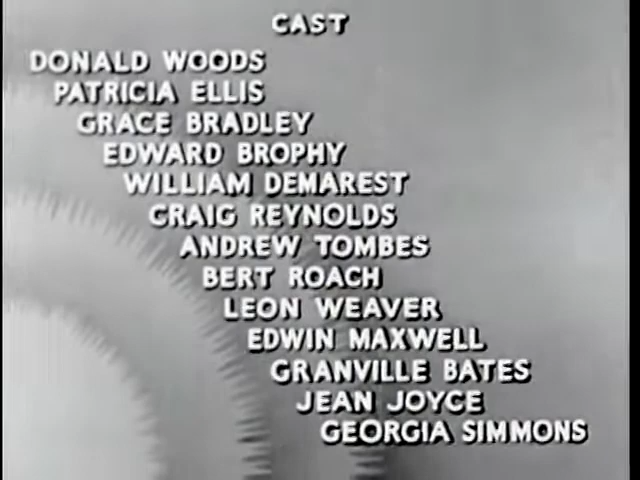 CAST
DONALD WOODS
PATRICIA ELLIS
GRACE BRADLEY
EDWARD BROPHY
WILLIAM DEMAREST
CRAIG REYNOLDS
ANDREW TOMBES
BERT ROACH
LEON WEAVER
EDWIN MAXWELL
GRANVILLE BATES
JEAN JOYCE
GEORGIA SIMMONS